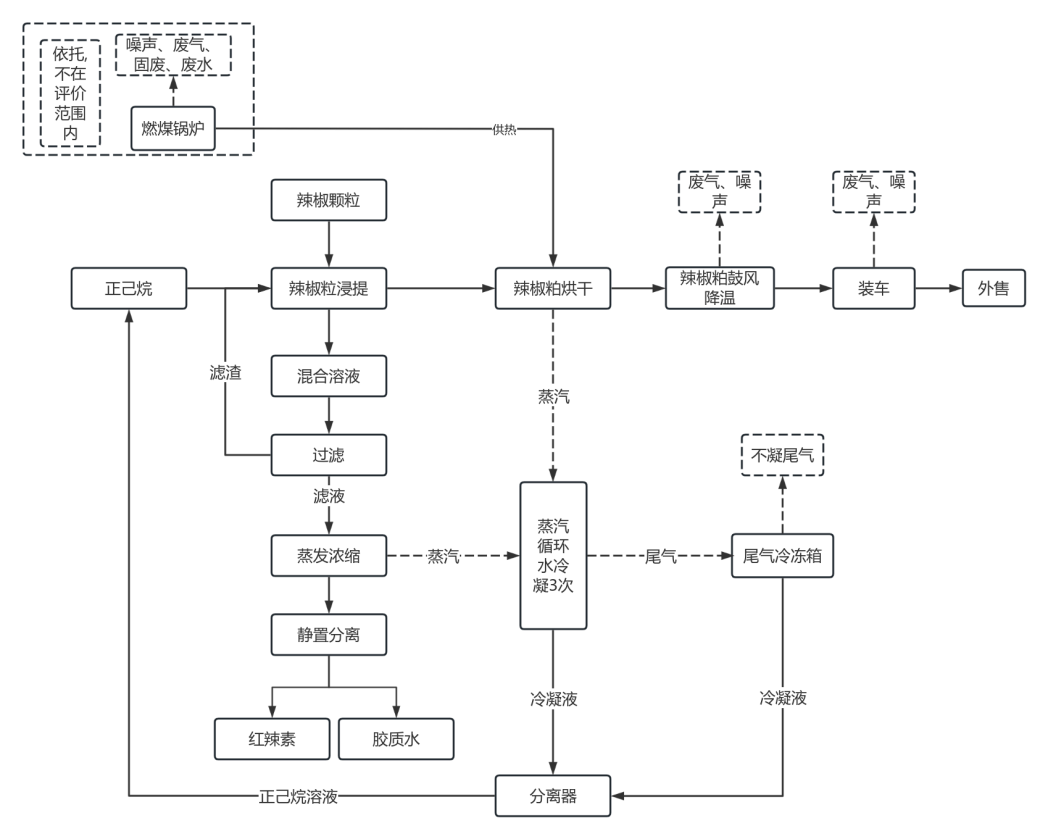 依托,
不在
评价
范围
内
噪声、废气、
固废、废水
燃煤锅炉
供热
辣椒颗粒
废气、噪
声
废气、噪
声
正己烷
辣椒粒浸提
辣椒粕烘干
辣椒粕鼓风
降温
装车
外售
滤渣
混合溶液
蒸汽
过滤
不凝尾气
滤液
蒸发浓缩
蒸汽
蒸汽
循环
水冷
凝3次
尾气
尾气冷冻箱
静置分离
冷凝液
冷凝液
红辣素
胶质水
正己烷溶液
分离器